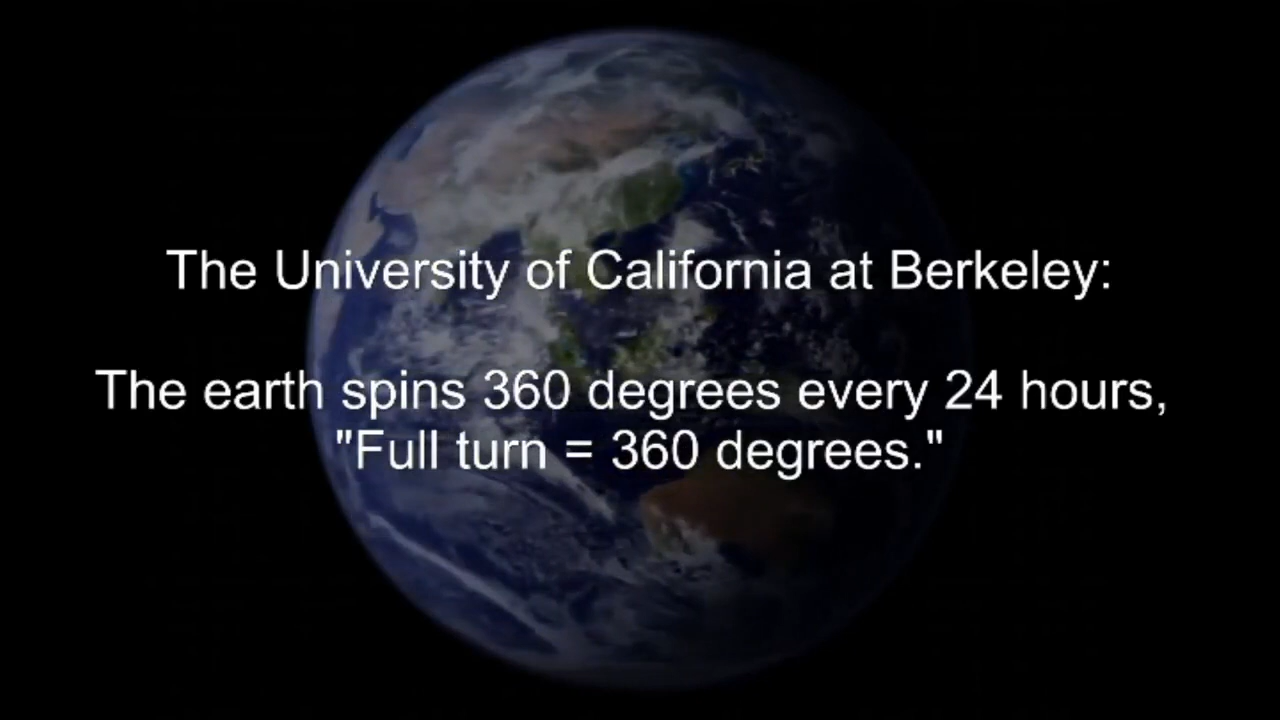 The University of California at Berkeley:
The earth spins 360 degrees every 24 hours,
"Full turn = 360 degrees."